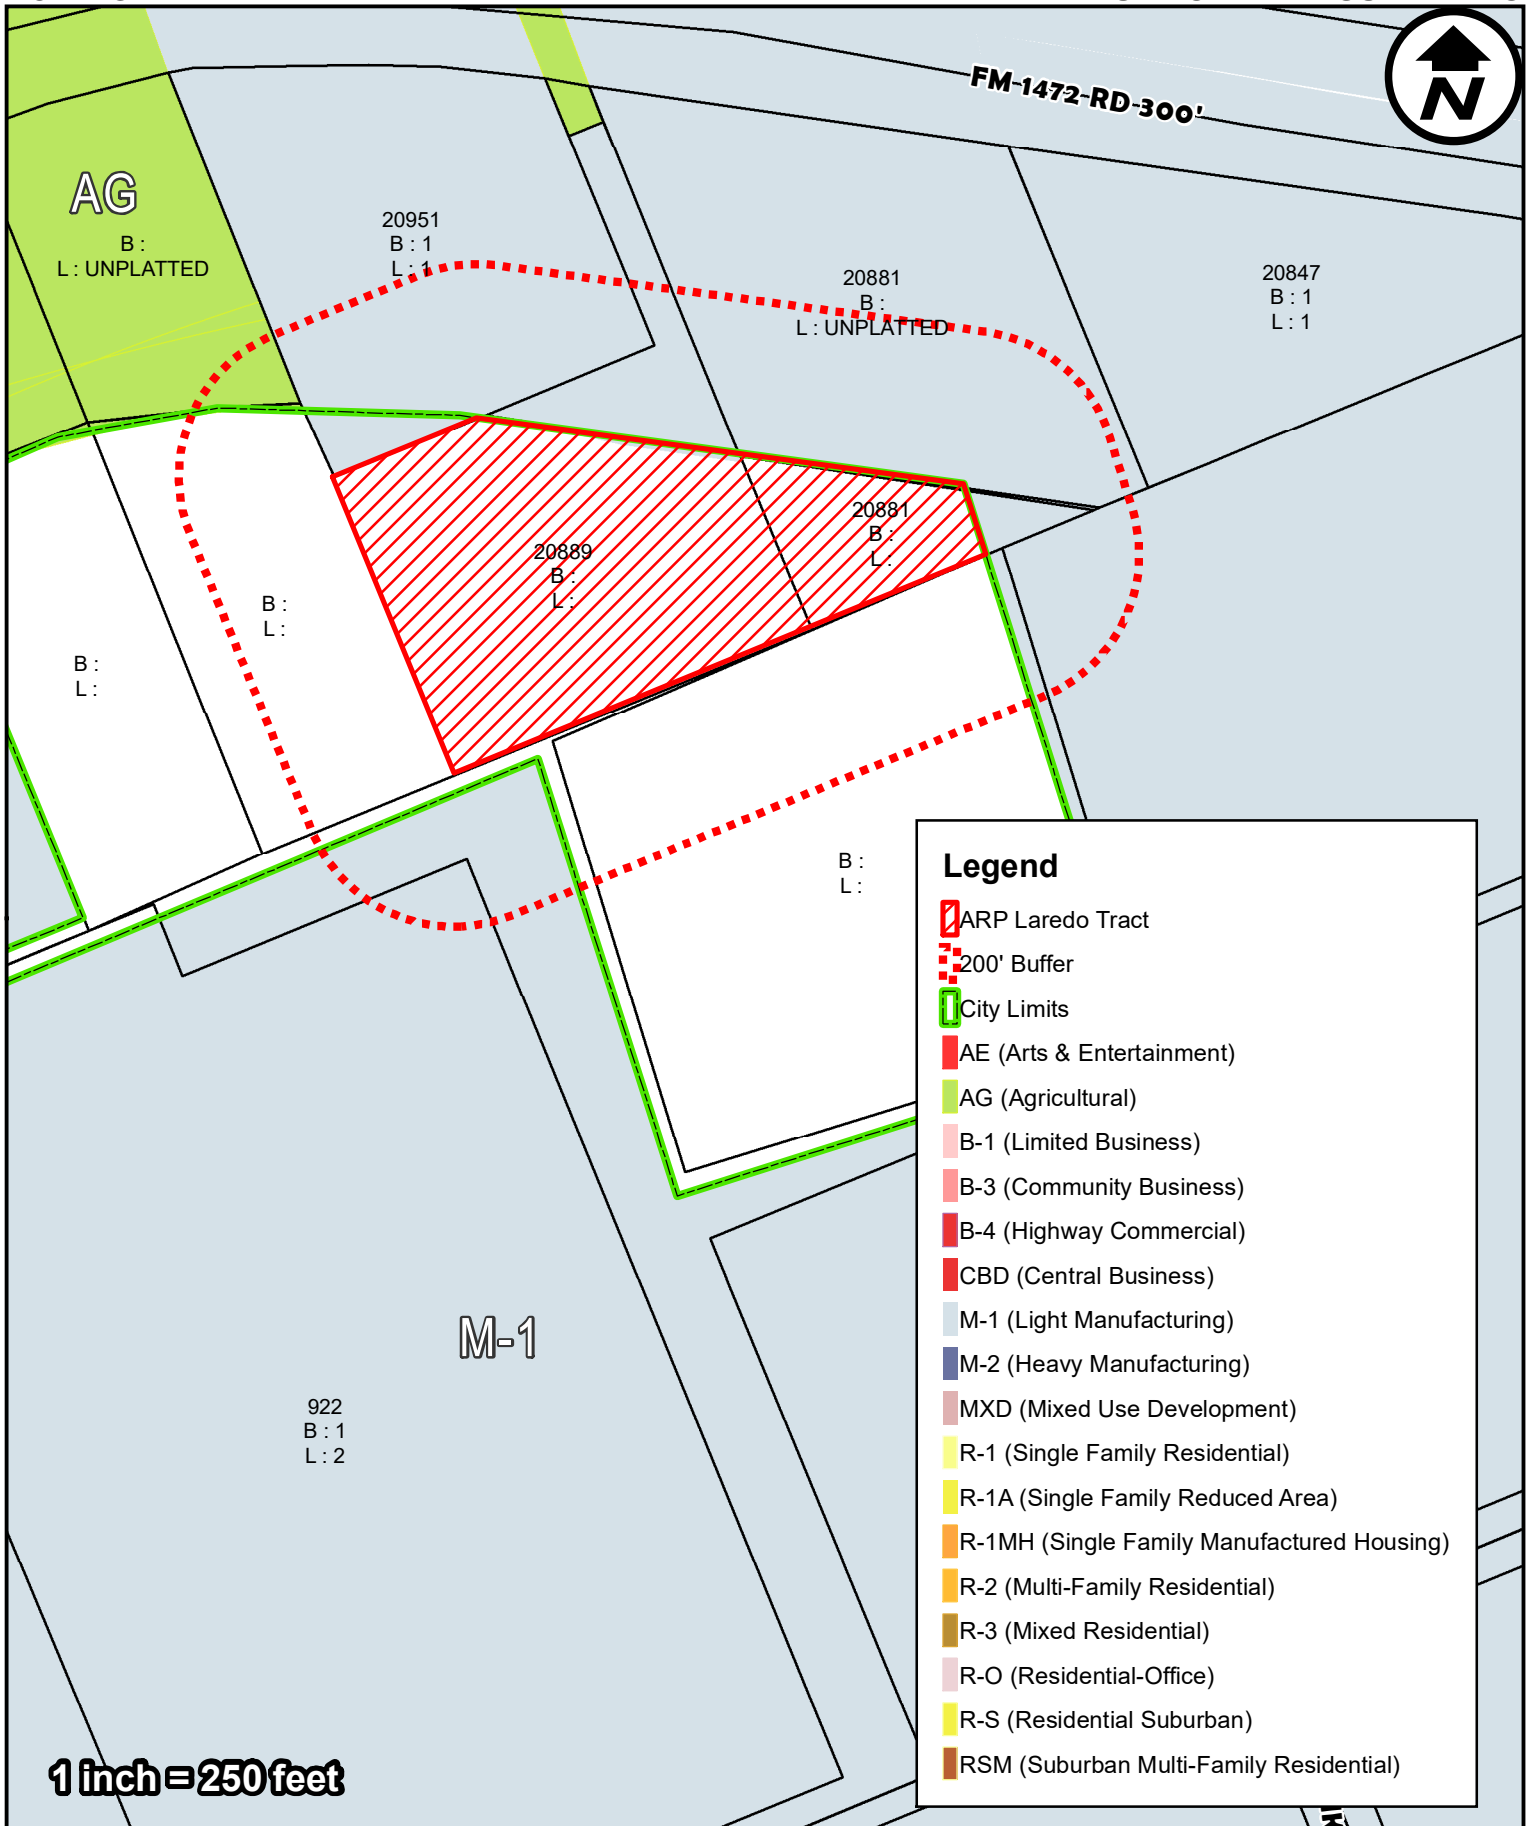 FM 1472 RD 300'
N
AG
B :
L : UNPLATTED
20951
B : 1
L : 1
20881
B :
L : UNPLATTED
20847
B : 1
L : 1
20881
B :
L :
20889
B :
L :
B :
L :
B :
L :
B :
L :
M-1
922
B : 1
L : 2
1 inch = 250 feet
Legend
ARP Laredo Tract
200' Buffer
City Limits
AE (Arts & Entertainment)
AG (Agricultural)
B-1 (Limited Business)
B-3 (Community Business)
B-4 (Highway Commercial)
CBD (Central Business)
M-1 (Light Manufacturing)
M-2 (Heavy Manufacturing)
MXD (Mixed Use Development)
R-1 (Single Family Residential)
R-1A (Single Family Reduced Area)
R-1MH (Single Family Manufactured Housing)
R-2 (Multi-Family Residential)
R-3 (Mixed Residential)
R-O (Residential-Office)
R-S (Residential Suburban)
RSM (Suburban Multi-Family Residential)